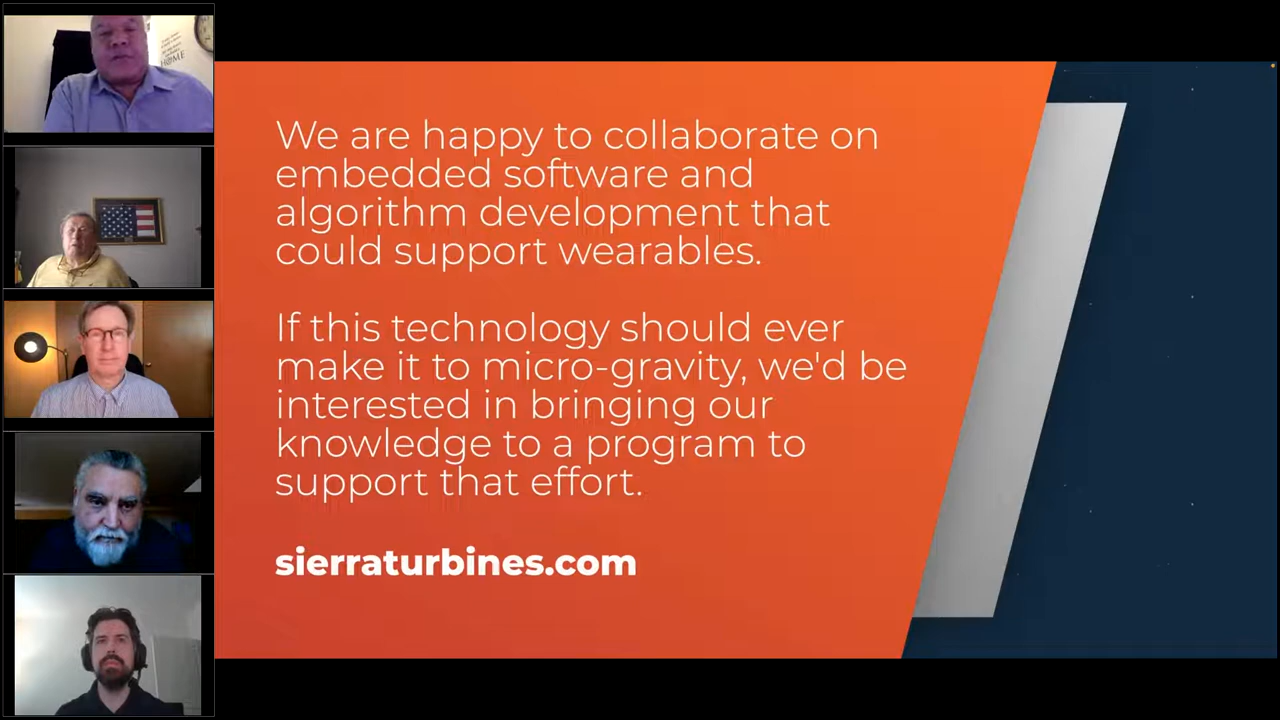 We are happy to collaborate on
embedded software and
algorithm development that
could support wearables.
If this technology should ever
make it to micro-gravity, we'd be
interested in bringing our
knowledge to a program to
support that effort.
sierraturbines.com
HOME